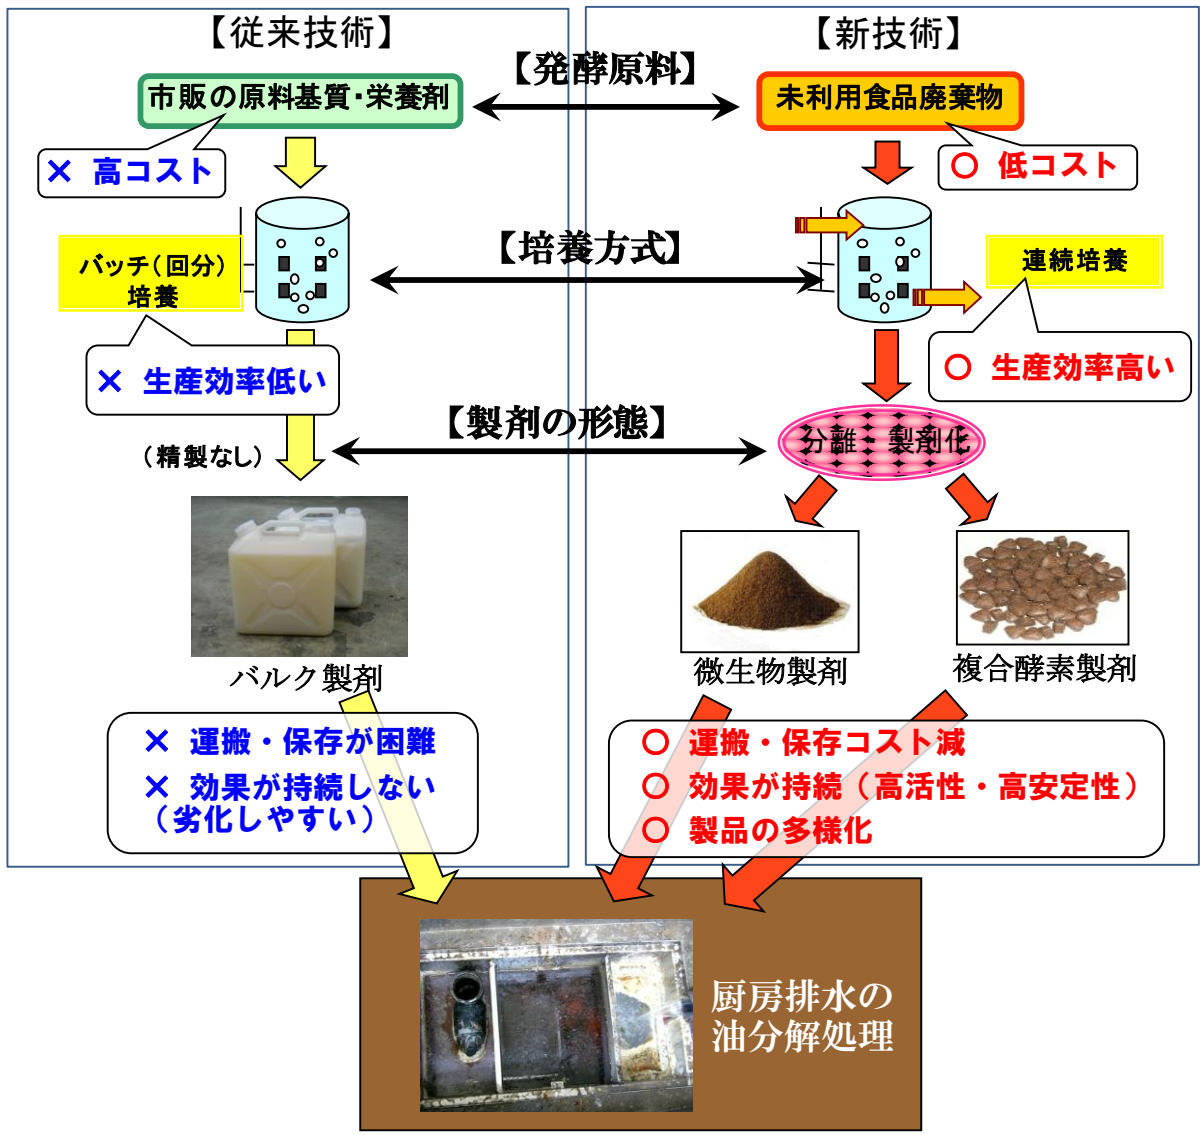 【従来技術】
【新技術】
【発酵原料】
市販の原料基質・栄養剤
未利用食品廃棄物
× 高コスト
○ 低コスト
【培養方式】
バッチ(回分)
培養
連続培養
× 生産効率低い
○ 生産効率高い
【製剤の形態】
(精製なし)
分離・製剤化
バルク製剤
微生物製剤
複合酵素製剤
× 運搬・保存が困難
× 効果が持続しない
(劣化しやすい)
○ 運搬・保存コスト減
○ 効果が持続(高活性・高安定性)
○ 製品の多様化
厨房排水の
油分解処理